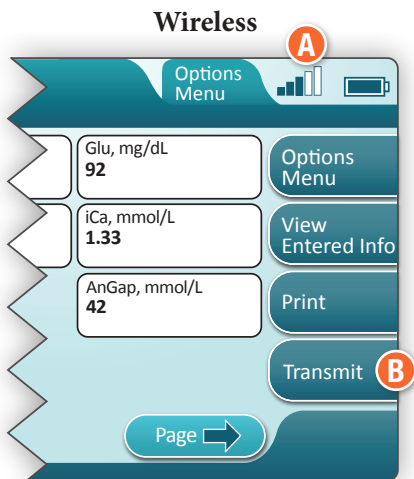 Wireless
A
Options
Menu
Glu, mg/dL
92
Options
Menu
iCa, mmol/L
1.33
View
Entered Info
AnGap, mmol/L
42
Print
Transmit
B
Page